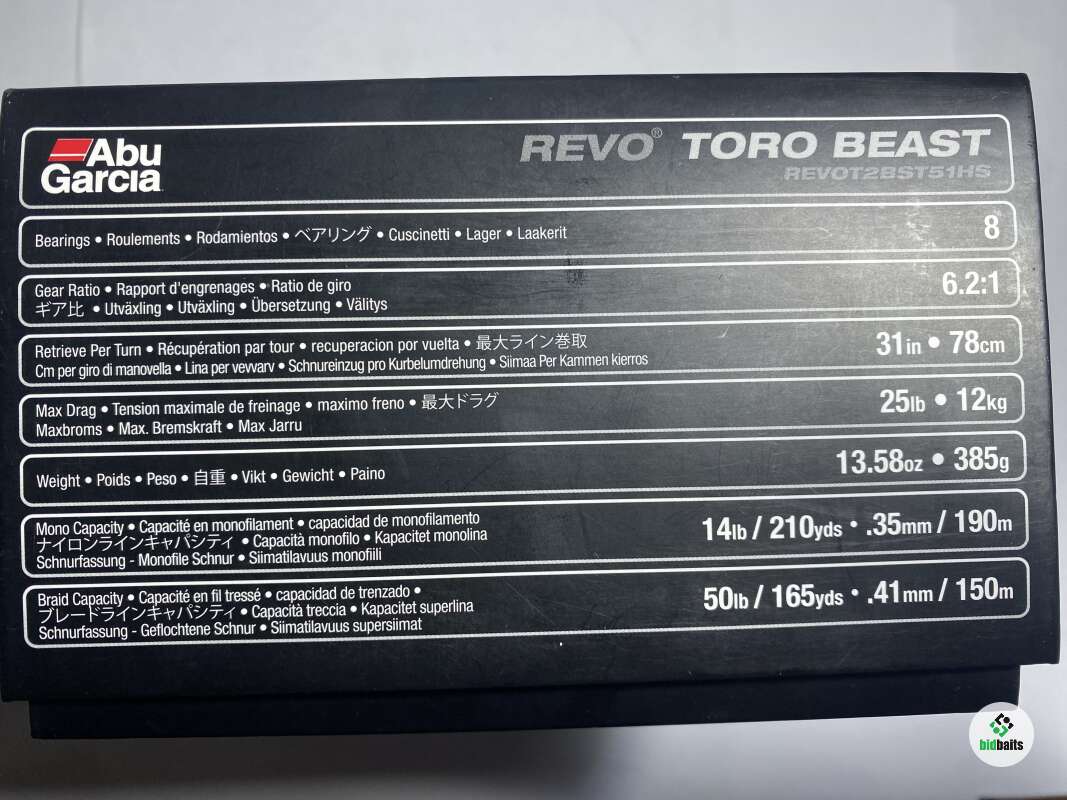 Abu
Garcia
REVO® TORO BEAST
REVOT2BST51HS
Bearings • Roulements • Rodamientos • ベアリング • Cuscinetti • Lager • Laakerit
8
Gear Ratio • Rapport d'engrenages • Ratio de giro
ギア比 • Utväxling • Utväxling • Übersetzung • Välitys
6.2:1
Retrieve Per Turn • Récupération par tour • recuperacion por vuelta • 最大ライン巻取
Cm per giro di manovella • Lina per vevvarv • Schnureinzug pro Kurbelumdrehung • Siimaa Per Kammen kierros
31in • 78cm
Max Drag • Tension maximale de freinage • maximo freno • 最大ドラグ
Maxbroms • Max. Bremskraft • Max Jarru
25lb • 12kg
Weight • Poids • Peso • 自重 • Vikt • Gewicht • Paino
13.58oz • 385g
Mono Capacity • Capacité en monofilament • capacidad de monofilamento
ナイロンラインキャパシティ • Capacità monofilo • Kapacitet monolina
Schnurfassung - Monofile Schnur • Siimatilavuus monofiili
14lb / 210yds • .35mm / 190m
Braid Capacity • Capacité en fil tressé • capacidad de trenzado •
ブレードラインキャパシティ • Capacità treccia • Kapacitet superlina
Schnurfassung - Geflochtene Schnur • Siimatilavuus supersiimat
50lb / 165yds • .41mm / 150m
bidbaits